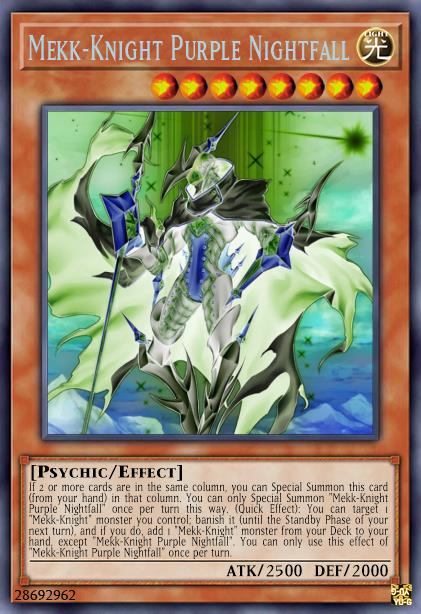 MEKK-KNIGHT PURPLE NIGHTFALL
LIGHT
光
[PSYCHIC/EFFECT]
If 2 or more cards are in the same column, you can Special Summon this card
(from your hand) in that column. You can only Special Summon "Mekk-Knight
Purple Nightfall" once per turn this way. (Quick Effect): You can target 1
"Mekk-Knight" monster you control; banish it (until the Standby Phase of your
next turn), and if you do, add 1 "Mekk-Knight" monster from your Deck to your
hand, except "Mekk-Knight Purple Nightfall". You can only use this effect of
"Mekk-Knight Purple Nightfall" once per turn.
ATK/2500 DEF/2000
28692962